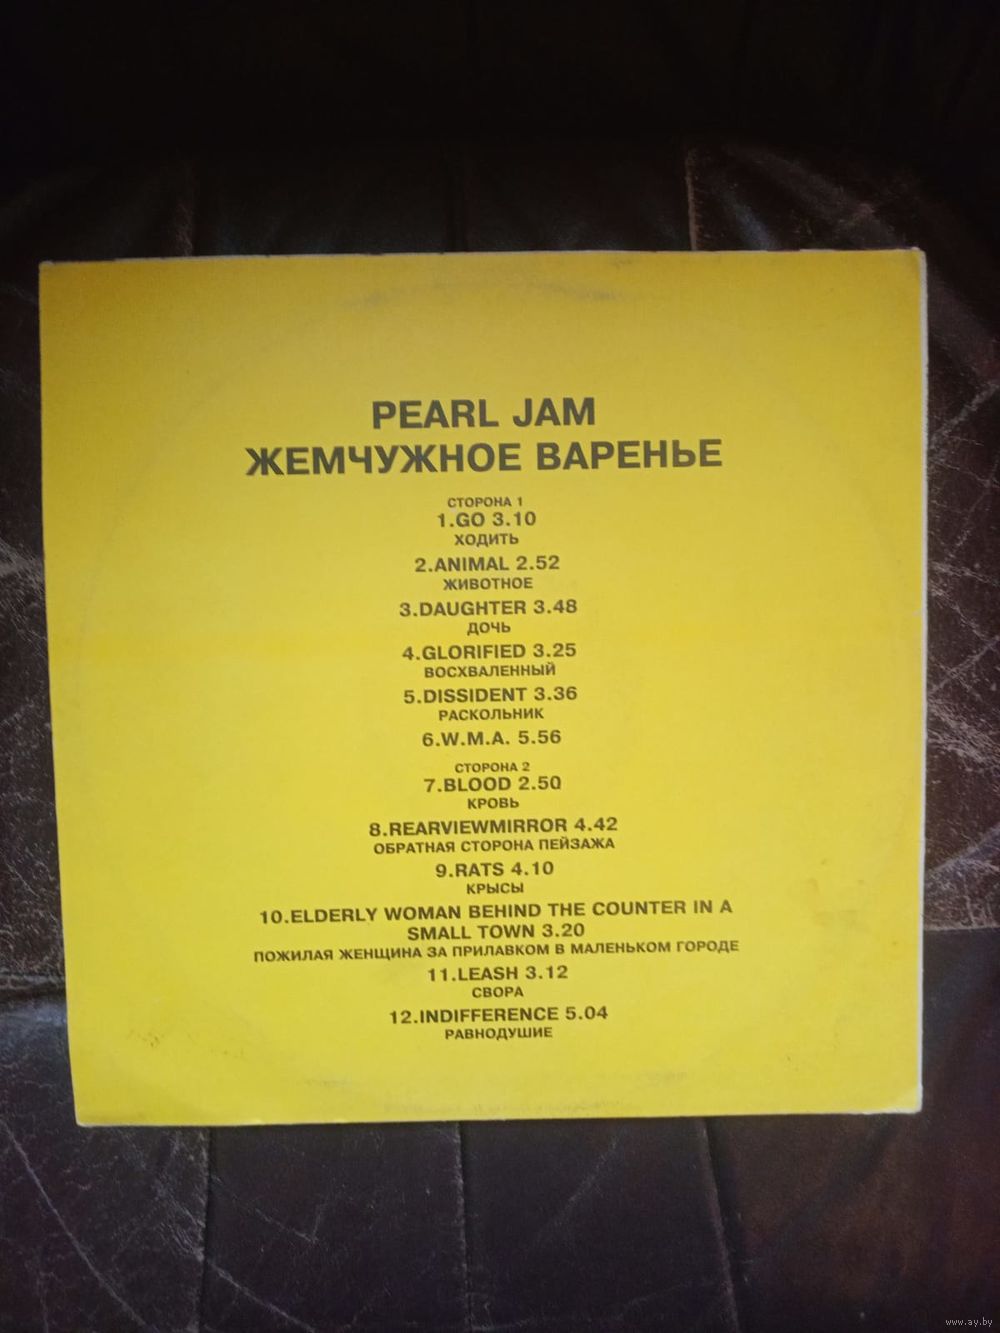 PEARL JAM
ЖЕМЧУЖНОЕ ВАРЕНЬЕ
СТОРОНА 1
1.GO 3.10
ХОДИТЬ
2.ANIMAL 2.52
ЖИВОТНОЕ
3.DAUGHTER 3.48
ДОЧЬ
4.GLORIFIED 3.25
ВОСХВАЛЕННЫЙ
5.DISSIDENT 3.36
РАСКОЛЬНИК
6.W.M.A. 5.56
СТОРОНА 2
7.BLOOD 2.50
КРОВЬ
8.REARVIEWMIRROR 4.42
ОБРАТНАЯ СТОРОНА ПЕЙЗАЖА
9.RATS 4.10
КРЫСЫ
10.ELDERLY WOMAN BEHIND THE COUNTER IN A
SMALL TOWN 3.20
ПОЖИЛАЯ ЖЕНЩИНА ЗА ПРИЛАВКОМ В МАЛЕНЬКОМ ГОРОДЕ
11.LEASH 3.12
СВОРА
12.INDIFFERENCE 5.04
РАВНОДУШИЕ
www.ay.by